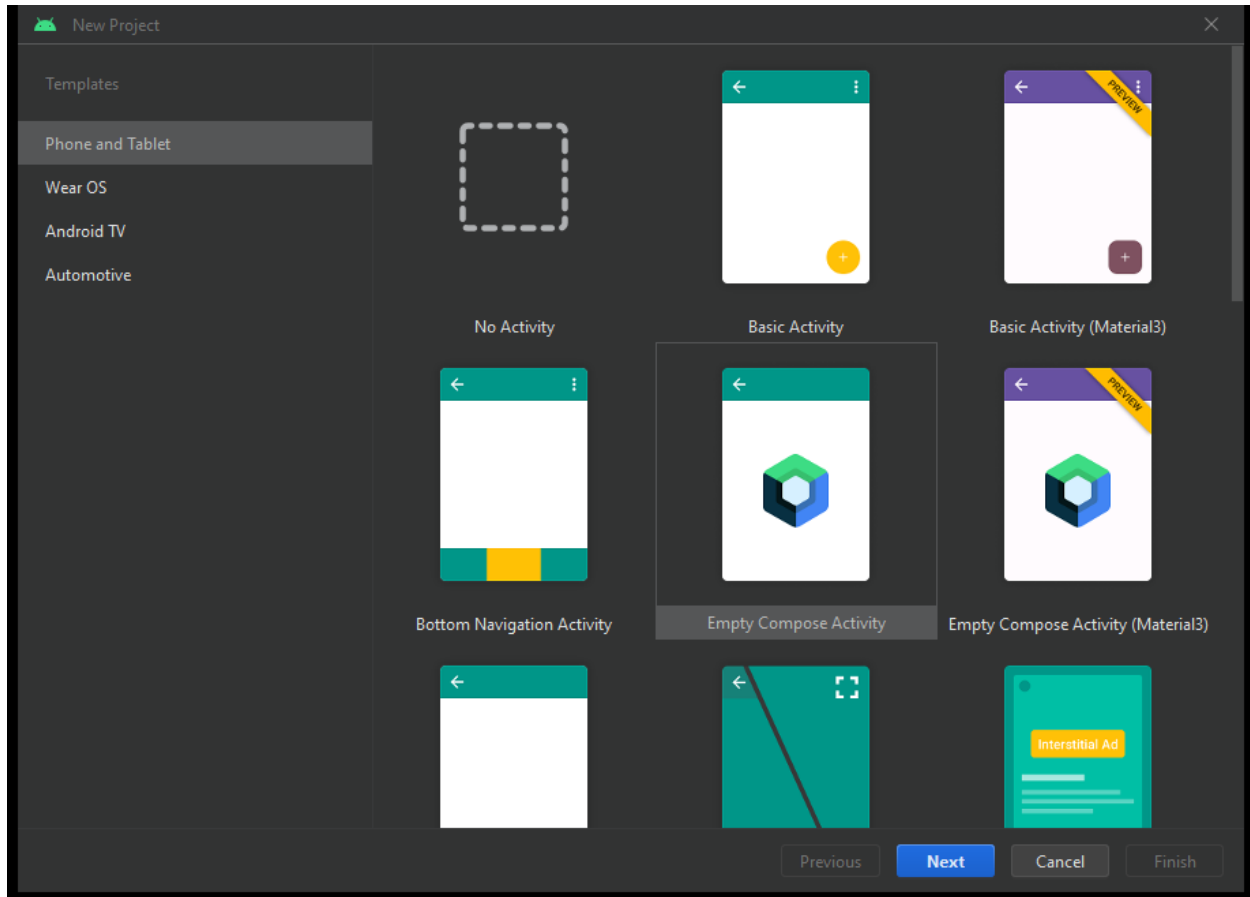 New Project
Templates
Phone and Tablet
Wear OS
Android TV
Automotive
PREVIEW
No Activity
Basic Activity
Basic Activity (Material3)
PREVIEW
Bottom Navigation Activity
Empty Compose Activity
Empty Compose Activity (Material3)
Interstitial Ad
Previous
Next
Cancel
Finish